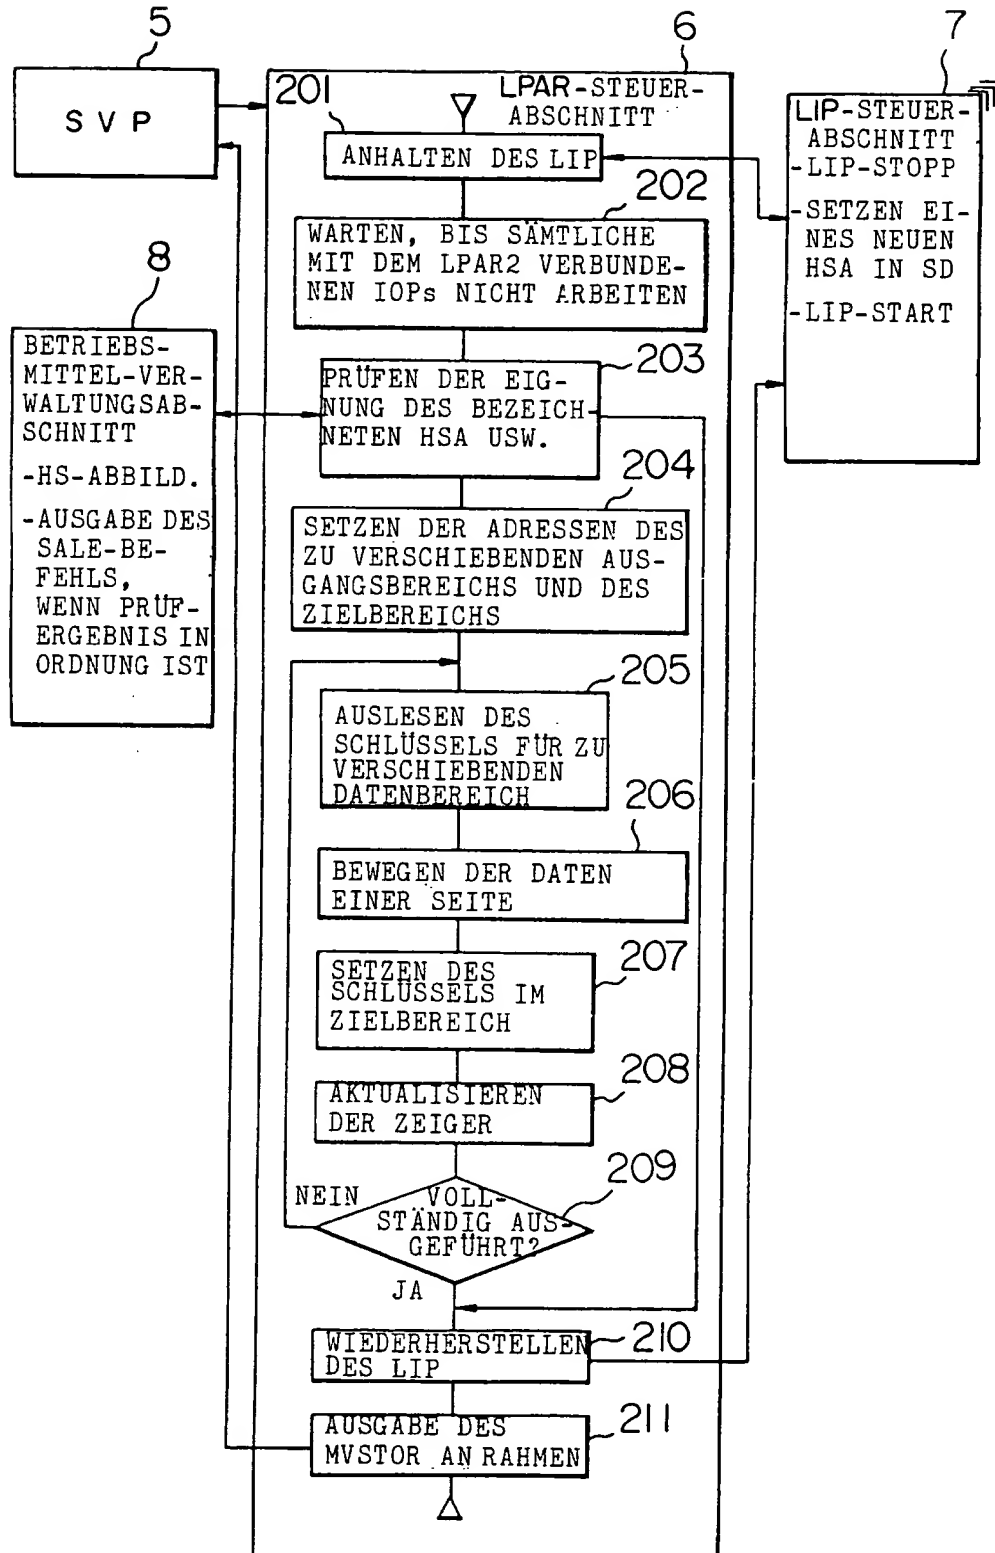 5
6
7
SVP
201
LPAR-STEUER-
ABSCHNITT
ANHALTEN DES LIP
LIP-STEUER-
ABSCHNITT
-LIP-STOPP
-SETZEN EI-
NES NEUEN
HSA IN SD
-LIP-START
202
WARTEN, BIS SÄMTLICHE
MIT DEM LPAR2 VERBUNDE-
NEN IOPs NICHT ARBEITEN
8
BETRIEBS-
MITTEL-VER-
WALTUNGSAB-
SCHNITT
-HS-ABBILD.
-AUSGABE DES
SALE-BE-
FEHLS,
WENN PRÜF-
ERGEBNIS IN
ORDNUNG IST
203
PRÜFEN DER EIG-
NUNG DES BEZEICH-
NETEN HSA USW.
204
SETZEN DER ADRESSEN DES
ZU VERSCHIEBENDEN AUS-
GANGSBEREICHS UND DES
ZIELBEREICHS
205
AUSLESEN DES
SCHLÜSSELS FÜR ZU
VERSCHIEBENDEN
DATENBEREICH
206
BEWEGEN DER DATEN
EINER SEITE
207
SETZEN DES
SCHLÜSSELS IM
ZIELBEREICH
208
AKTUALISIEREN
DER ZEIGER
209
NEIN
VOLL-
STÄNDIG AUS-
GEFÜHRT?
JA
210
WIEDERHERSTELLEN
DES LIP
211
AUSGABE DES
MVSTOR AN RAHMEN